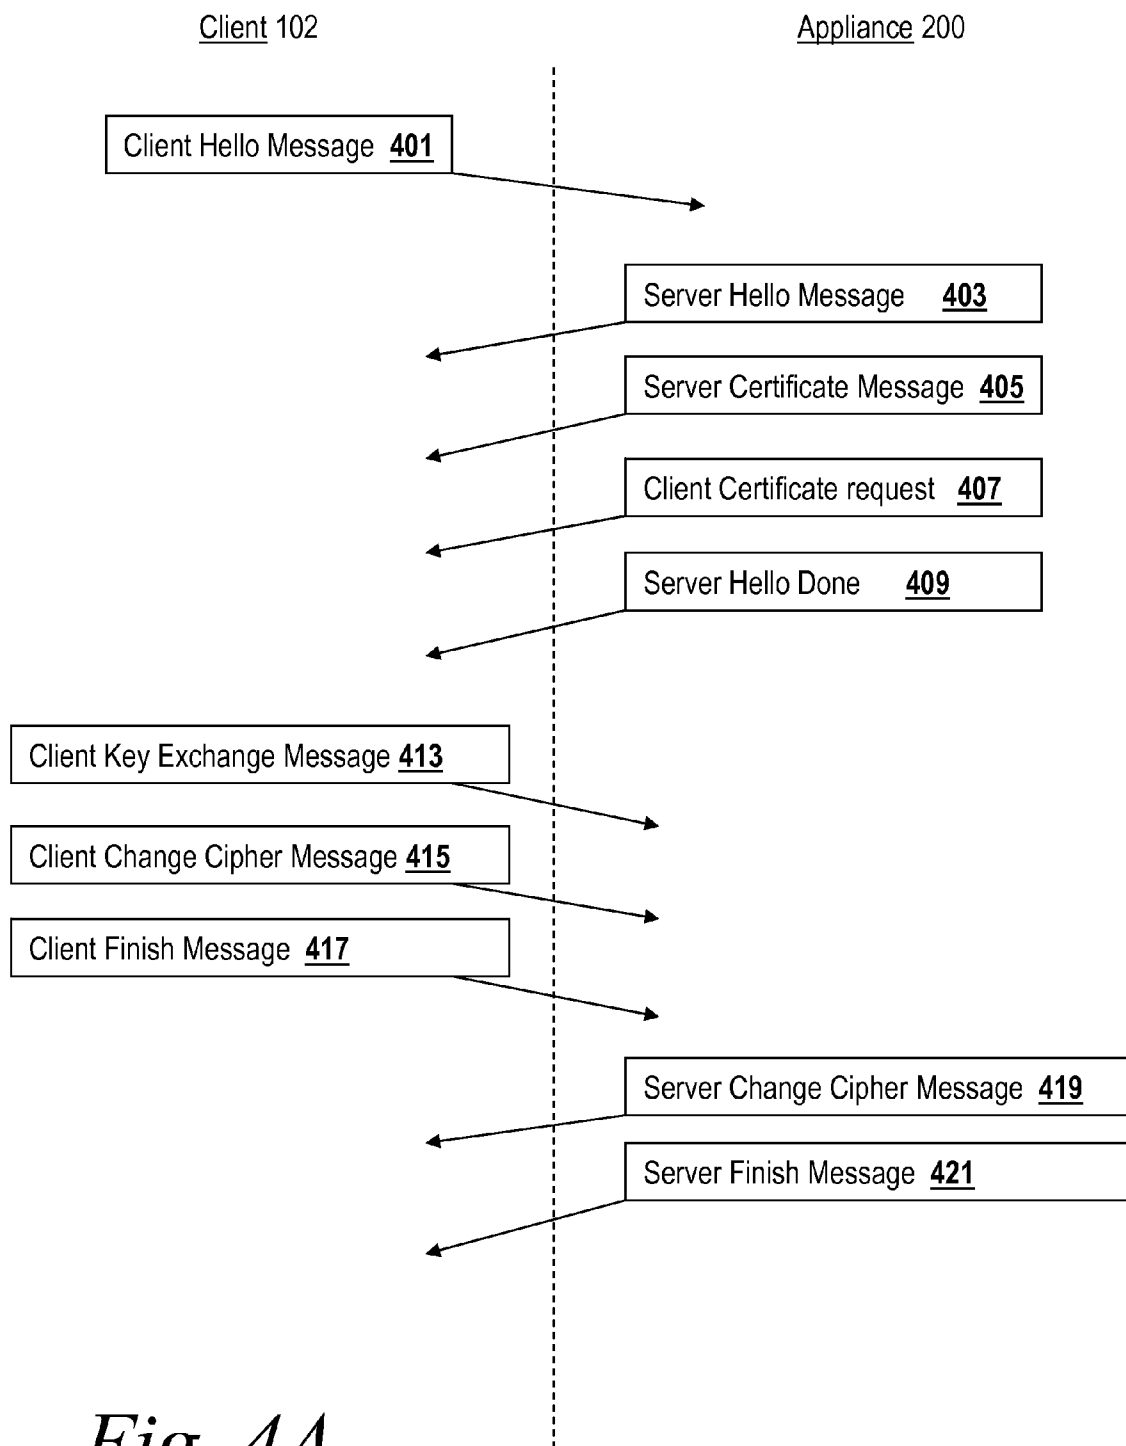 Client 102
Appliance 200
Client Hello Message 401
Server Hello Message 403
Server Certificate Message 405
Client Certificate request 407
Server Hello Done 409
Client Key Exchange Message 413
Client Change Cipher Message 415
Client Finish Message 417
Server Change Cipher Message 419
Server Finish Message 421
Fig. 4A